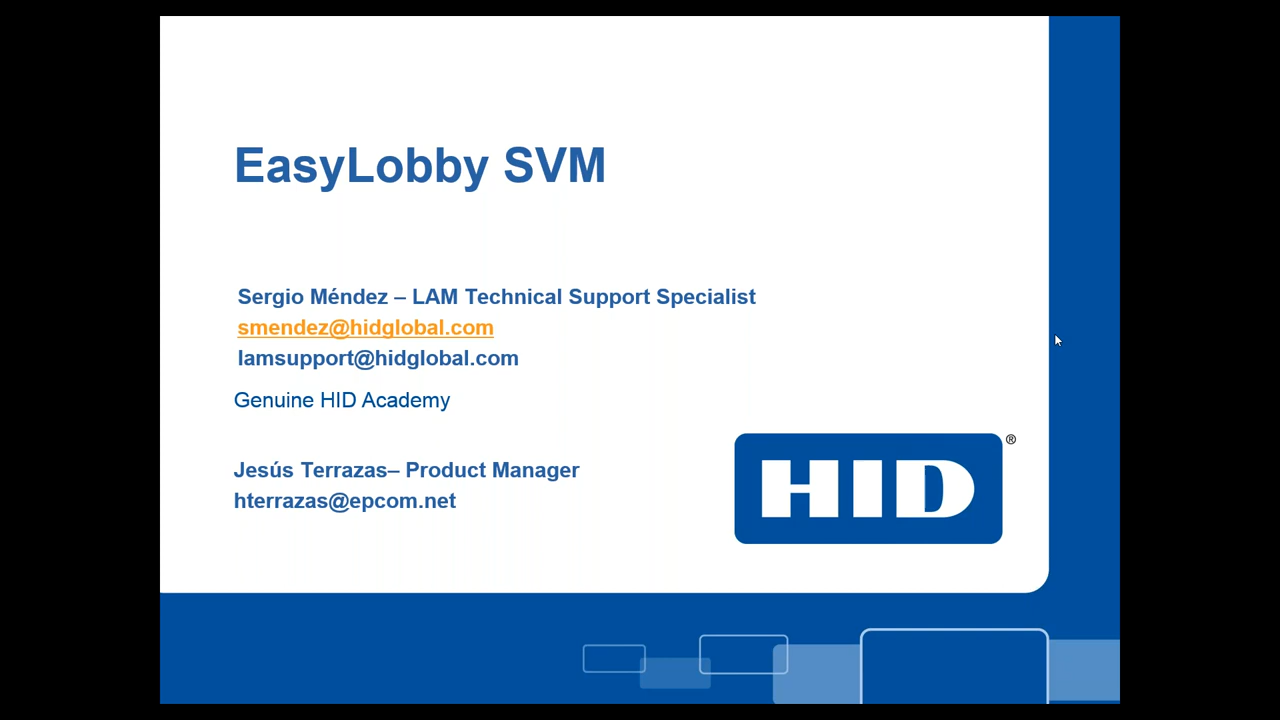 EasyLobby SVM
Sergio Méndez – LAM Technical Support Specialist
smendez@hidglobal.com
lamsupport@hidglobal.com
Genuine HID Academy
Jesús Terrazas– Product Manager
hterrazas@epcom.net
HID®